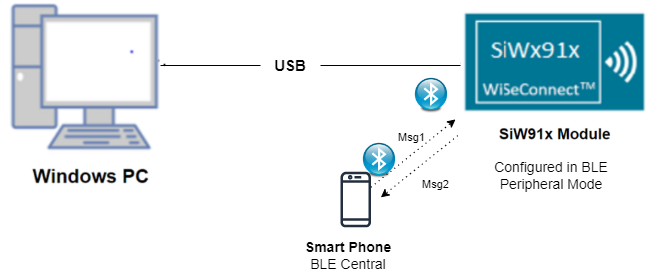 SiWx91x
WiSeConnect™
USB
Msg1
Msg2
Windows PC
SiW91x Module
Configured in BLE
Peripheral Mode
Smart Phone
BLE Central